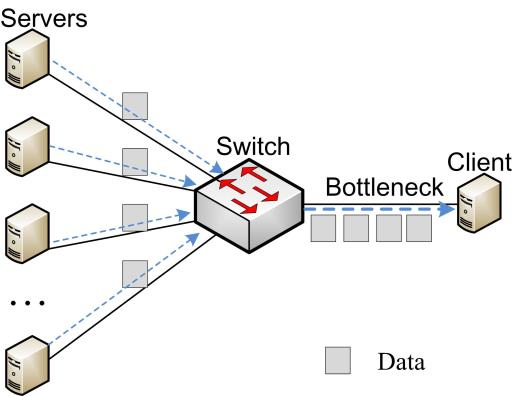 Servers
Switch
Client
Bottleneck
...
Data